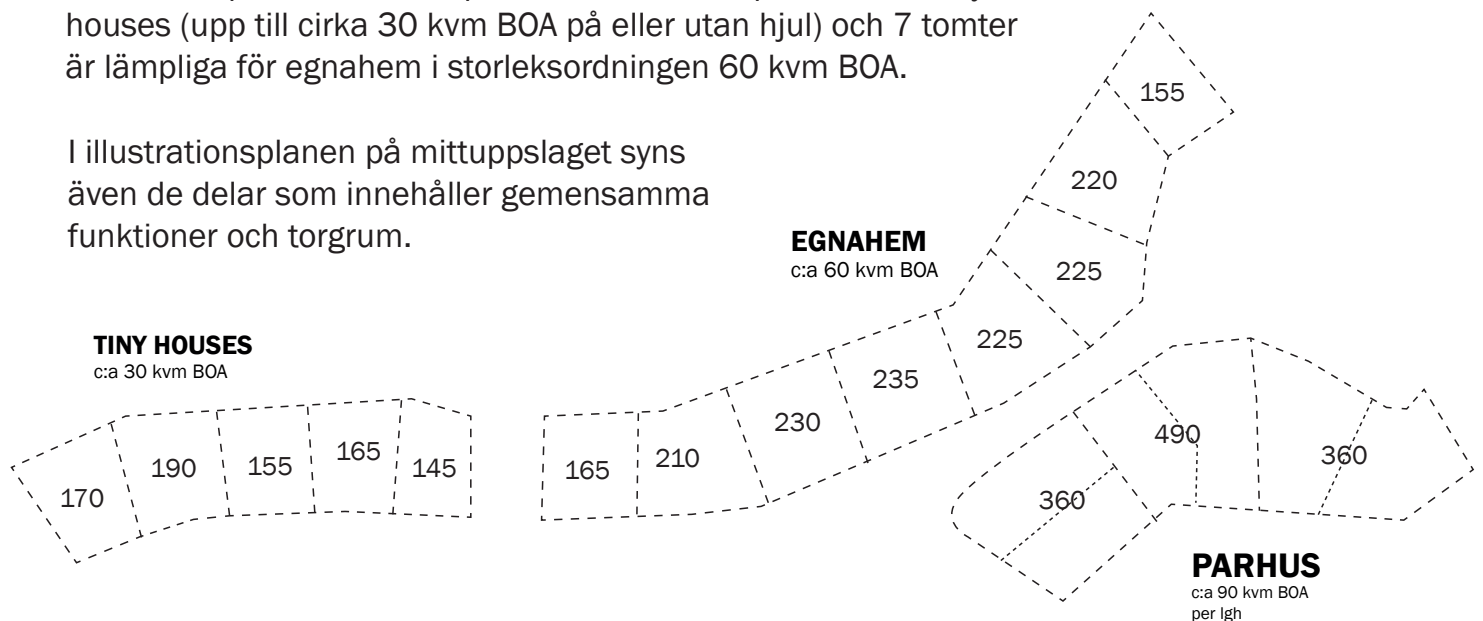 houses (upp till cirka 30 kvm BOA på eller utan hjul) och 7 tomter
är lämpliga för egnahem i storleksordningen 60 kvm BOA.
I illustrationsplanen på mittuppslaget syns
även de delar som innehåller gemensamma
funktioner och torgrum.
EGNAHEM
c:a 60 kvm BOA
155
220
225
225
235
230
210
165
TINY HOUSES
c:a 30 kvm BOA
170
190
155
165
145
490
360
360
PARHUS
c:a 90 kvm BOA
per lgh